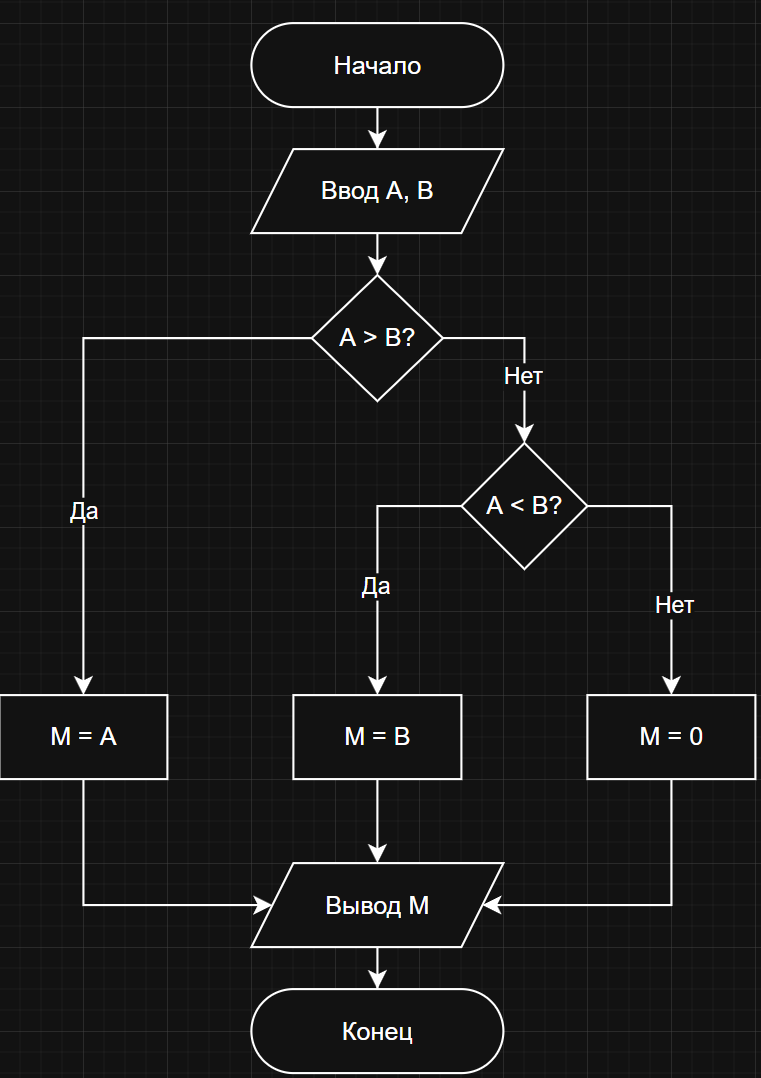 Начало
Ввод A, B
A > B?
Нет
A < B?
Да
Да
Нет
M = A
M = B
M = 0
Вывод M
Конец